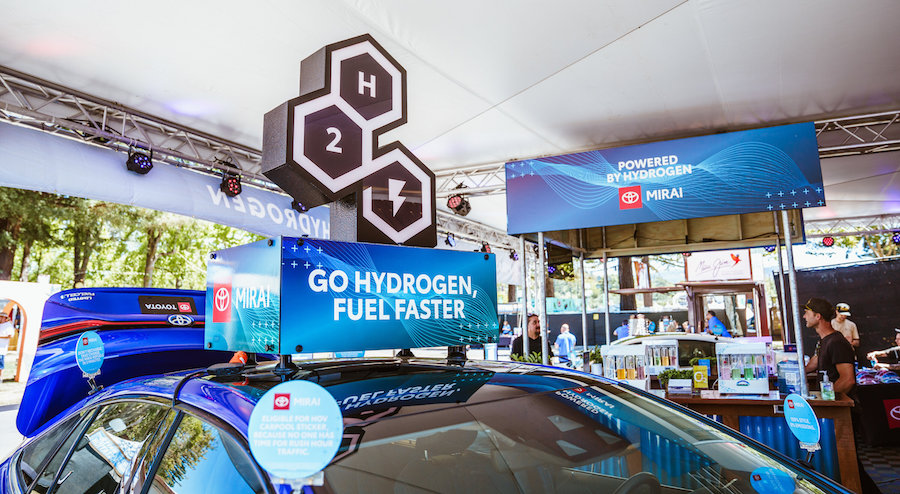 H
2
HYDROGEN
POWERED
BY HYDROGEN
MIRAI
GO HYDROGEN,
FUEL FASTER
MIRAI
TOYOTA
MIRAI
ELIGIBLE FOR HOV
CARPOOL STICKER,
BECAUSE NO ONE HAS
TIME FOR RUSH HOUR
TRAFFIC.